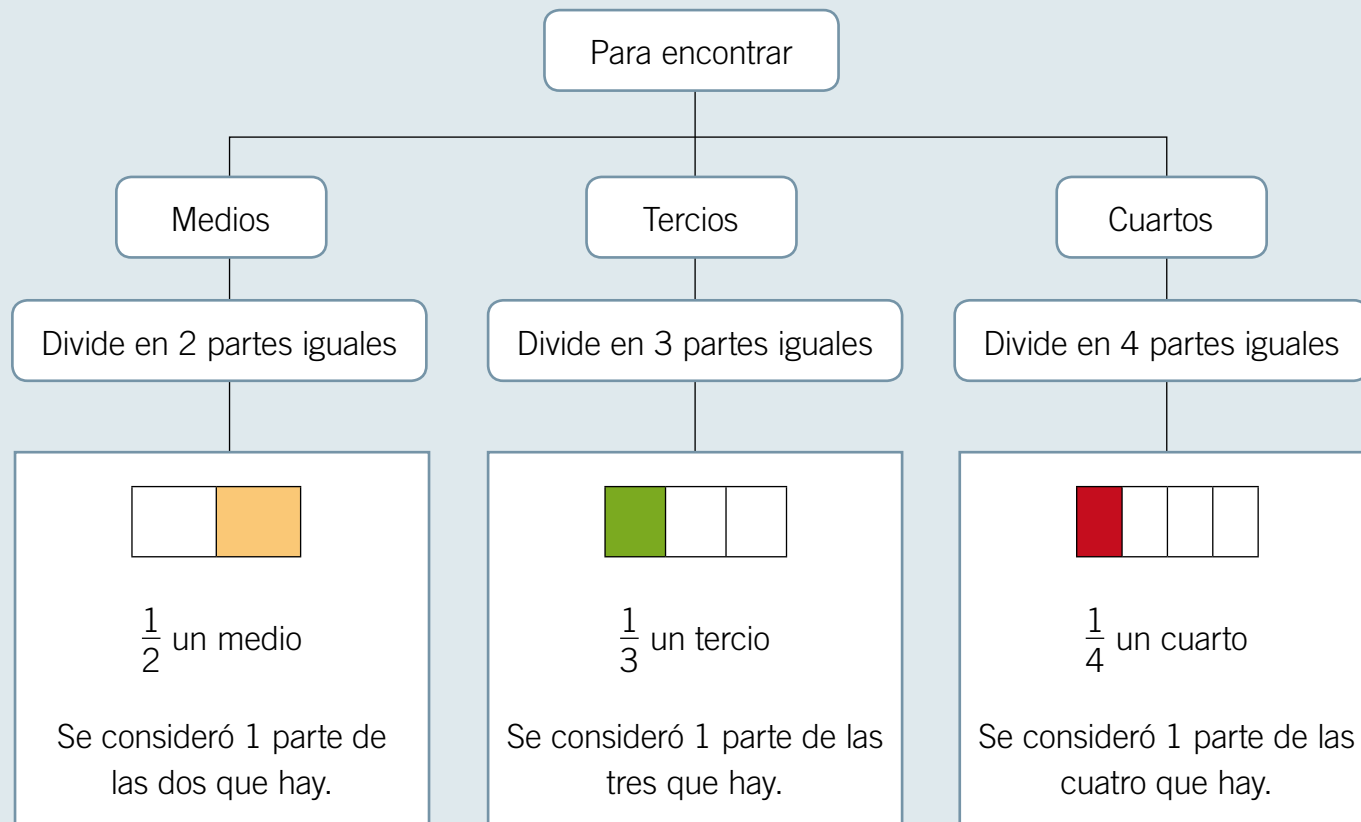 Para encontrar
Medios
Tercios
Cuartos
Divide en 2 partes iguales
Divide en 3 partes iguales
Divide en 4 partes iguales
1/2 un medio
Se consideró 1 parte de
las dos que hay.
1/3 un tercio
Se consideró 1 parte de las
tres que hay.
1/4 un cuarto
Se consideró 1 parte de las
cuatro que hay.